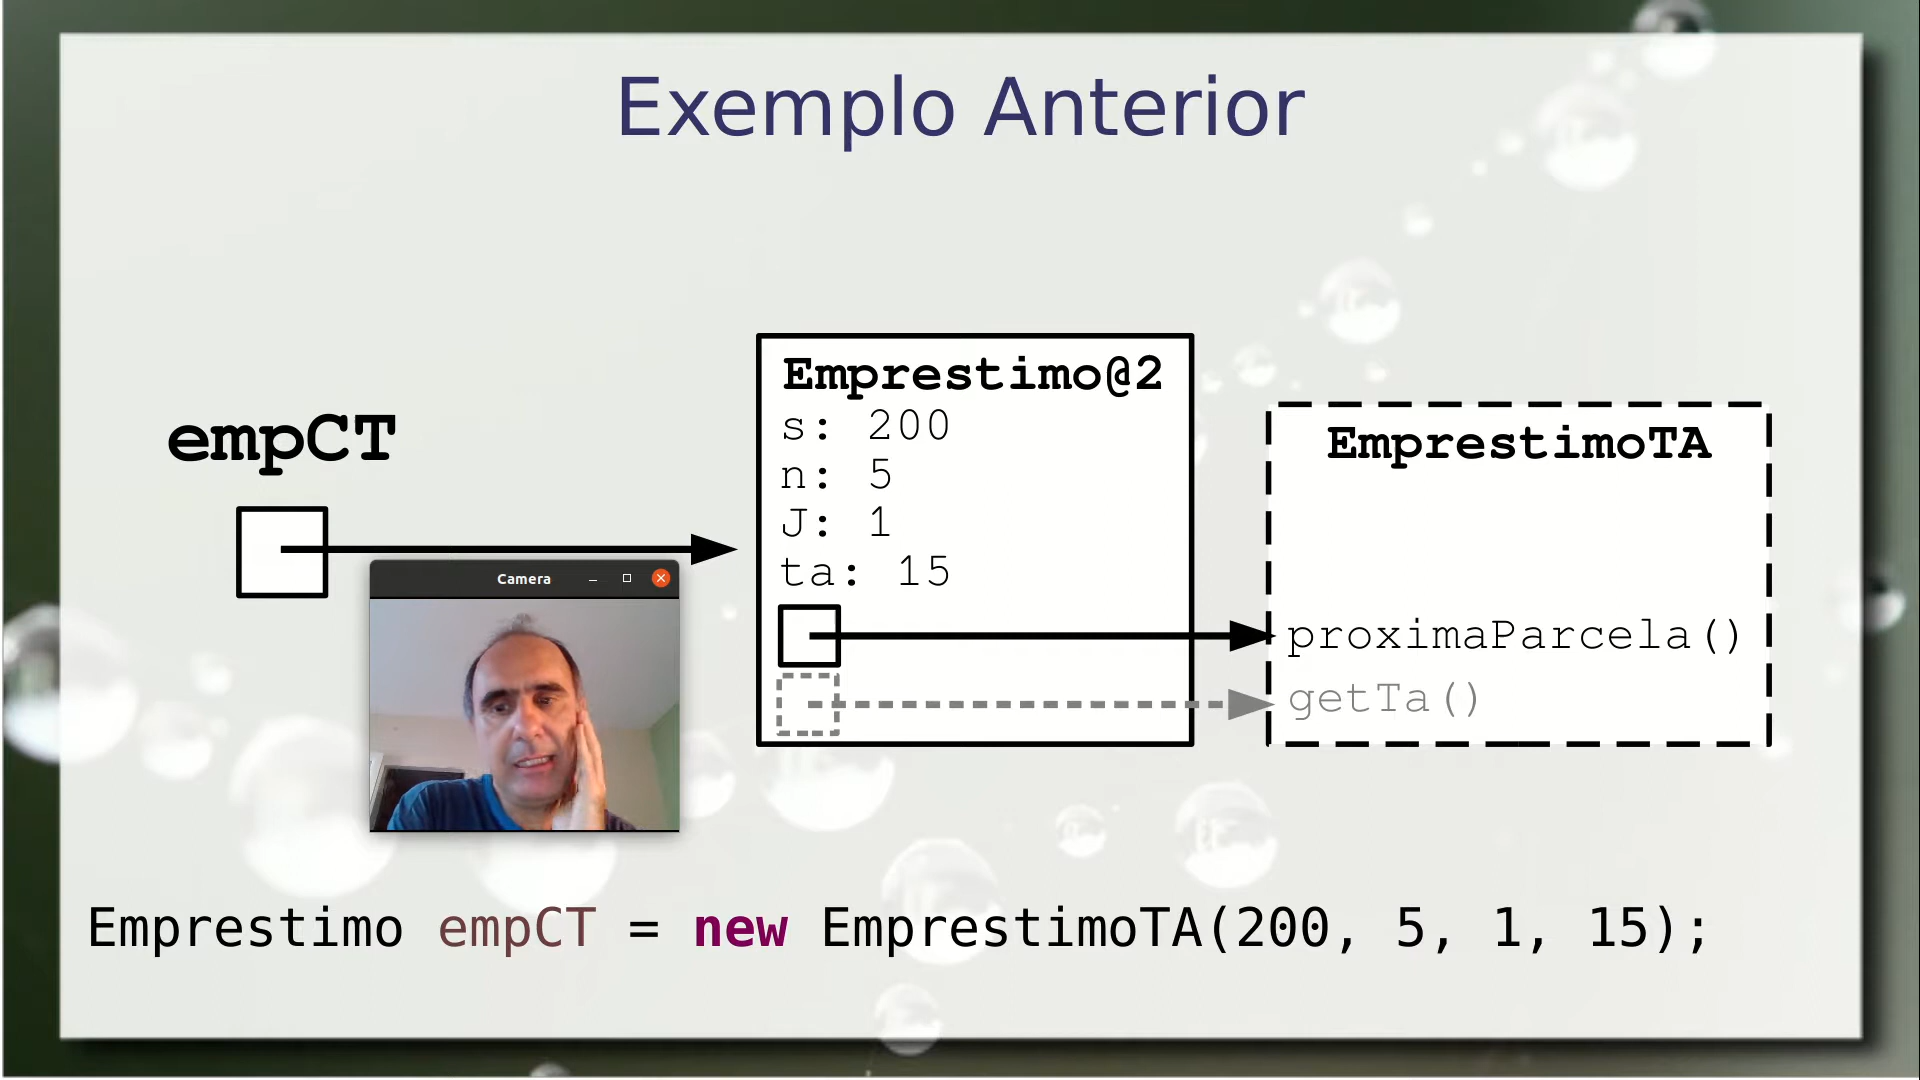 Exemplo Anterior
empCT
Emprestimo@2
s: 200
n: 5
J: 1
ta: 15
EmprestimoTA
proximaParcela()
getTa()
Camera
Emprestimo empCT = new EmprestimoTA(200, 5, 1, 15);